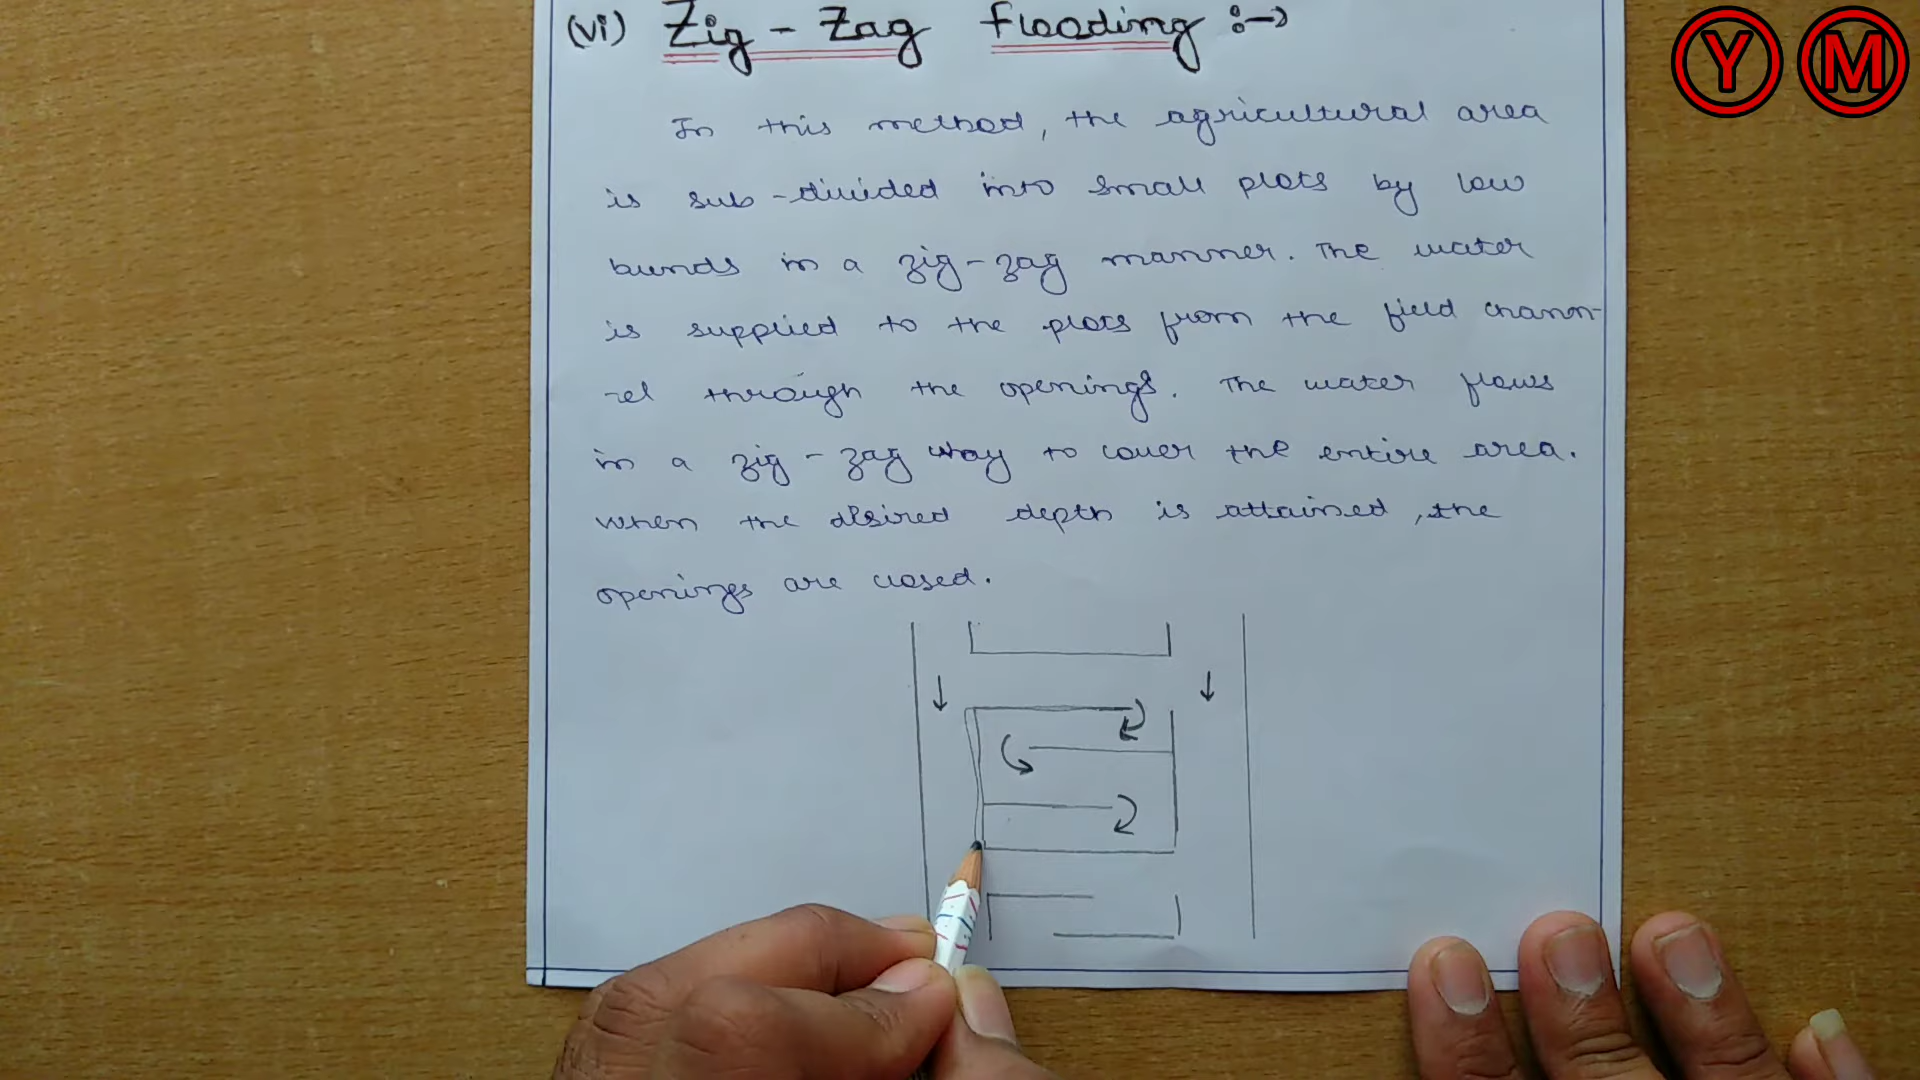 (vi) Zig-Zag flooding :→
In this method, the agricultural area
is sub-divided into small plots by low
bunds in a zig-zag manner. The water
is supplied to the plots from the field chann-
-el through the openings. The water flows
in a zig-zag way to cover the entire area.
when the desired depth is attained, the
openings are closed.
Y M